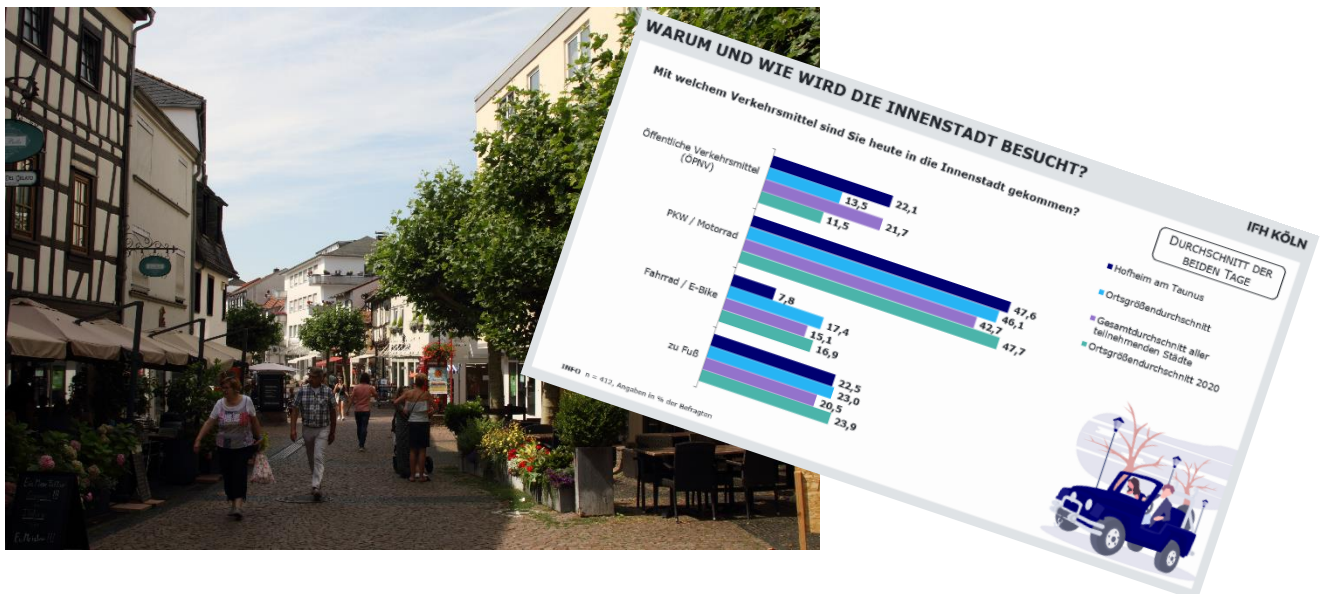 WARUM UND WIE WIRD DIE INNENSTADT BESUCHT?
IFH KÖLN
Mit welchem Verkehrsmittel sind Sie heute in die Innenstadt gekommen?
DURCHSCHNITT DER
BEIDEN TAGE
Öffentliche Verkehrsmittel
(ÖPNV)
22,1
13,5
21,7
11,5
PKW / Motorrad
47,6
46,1
42,7
47,7
Fahrrad / E-Bike
7,8
17,4
15,1
16,9
zu Fuß
22,5
23,0
20,5
23,9
Hofheim am Taunus
Ortsgrößendurchschnitt
Gesamtdurchschnitt aller
teilnehmenden Städte
Ortsgrößendurchschnitt 2020
INFO n = 412, Angaben in % der Befragten